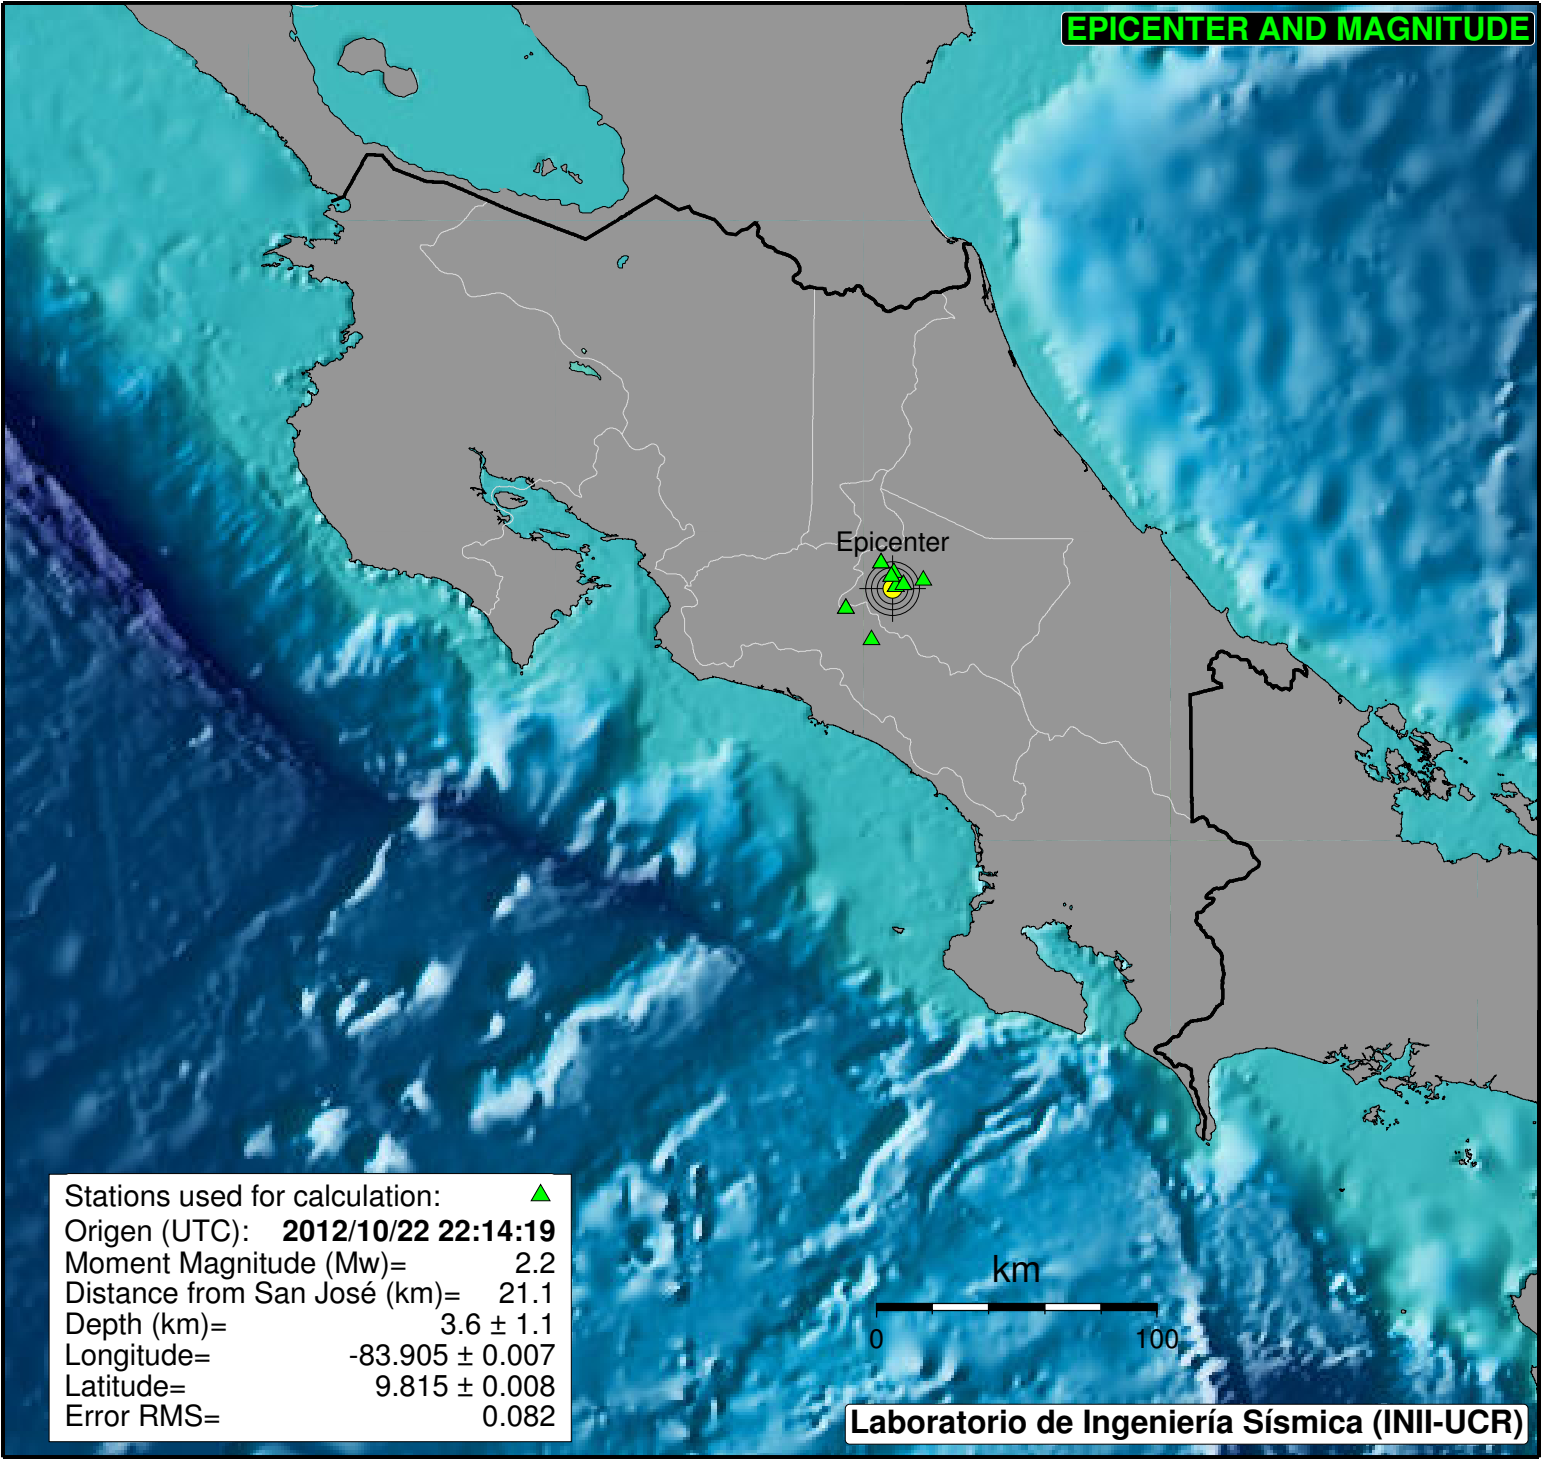 EPICENTER AND MAGNITUDE
Epicenter
Stations used for calculation:
Origen (UTC): 2012/10/22 22:14:19
Moment Magnitude (Mw)= 2.2
Distance from San José (km)= 21.1
Depth (km)= 3.6 ± 1.1
Longitude= -83.905 ± 0.007
Latitude= 9.815 ± 0.008
Error RMS= 0.082
km
0 100
Laboratorio de Ingeniería Sísmica (INII-UCR)